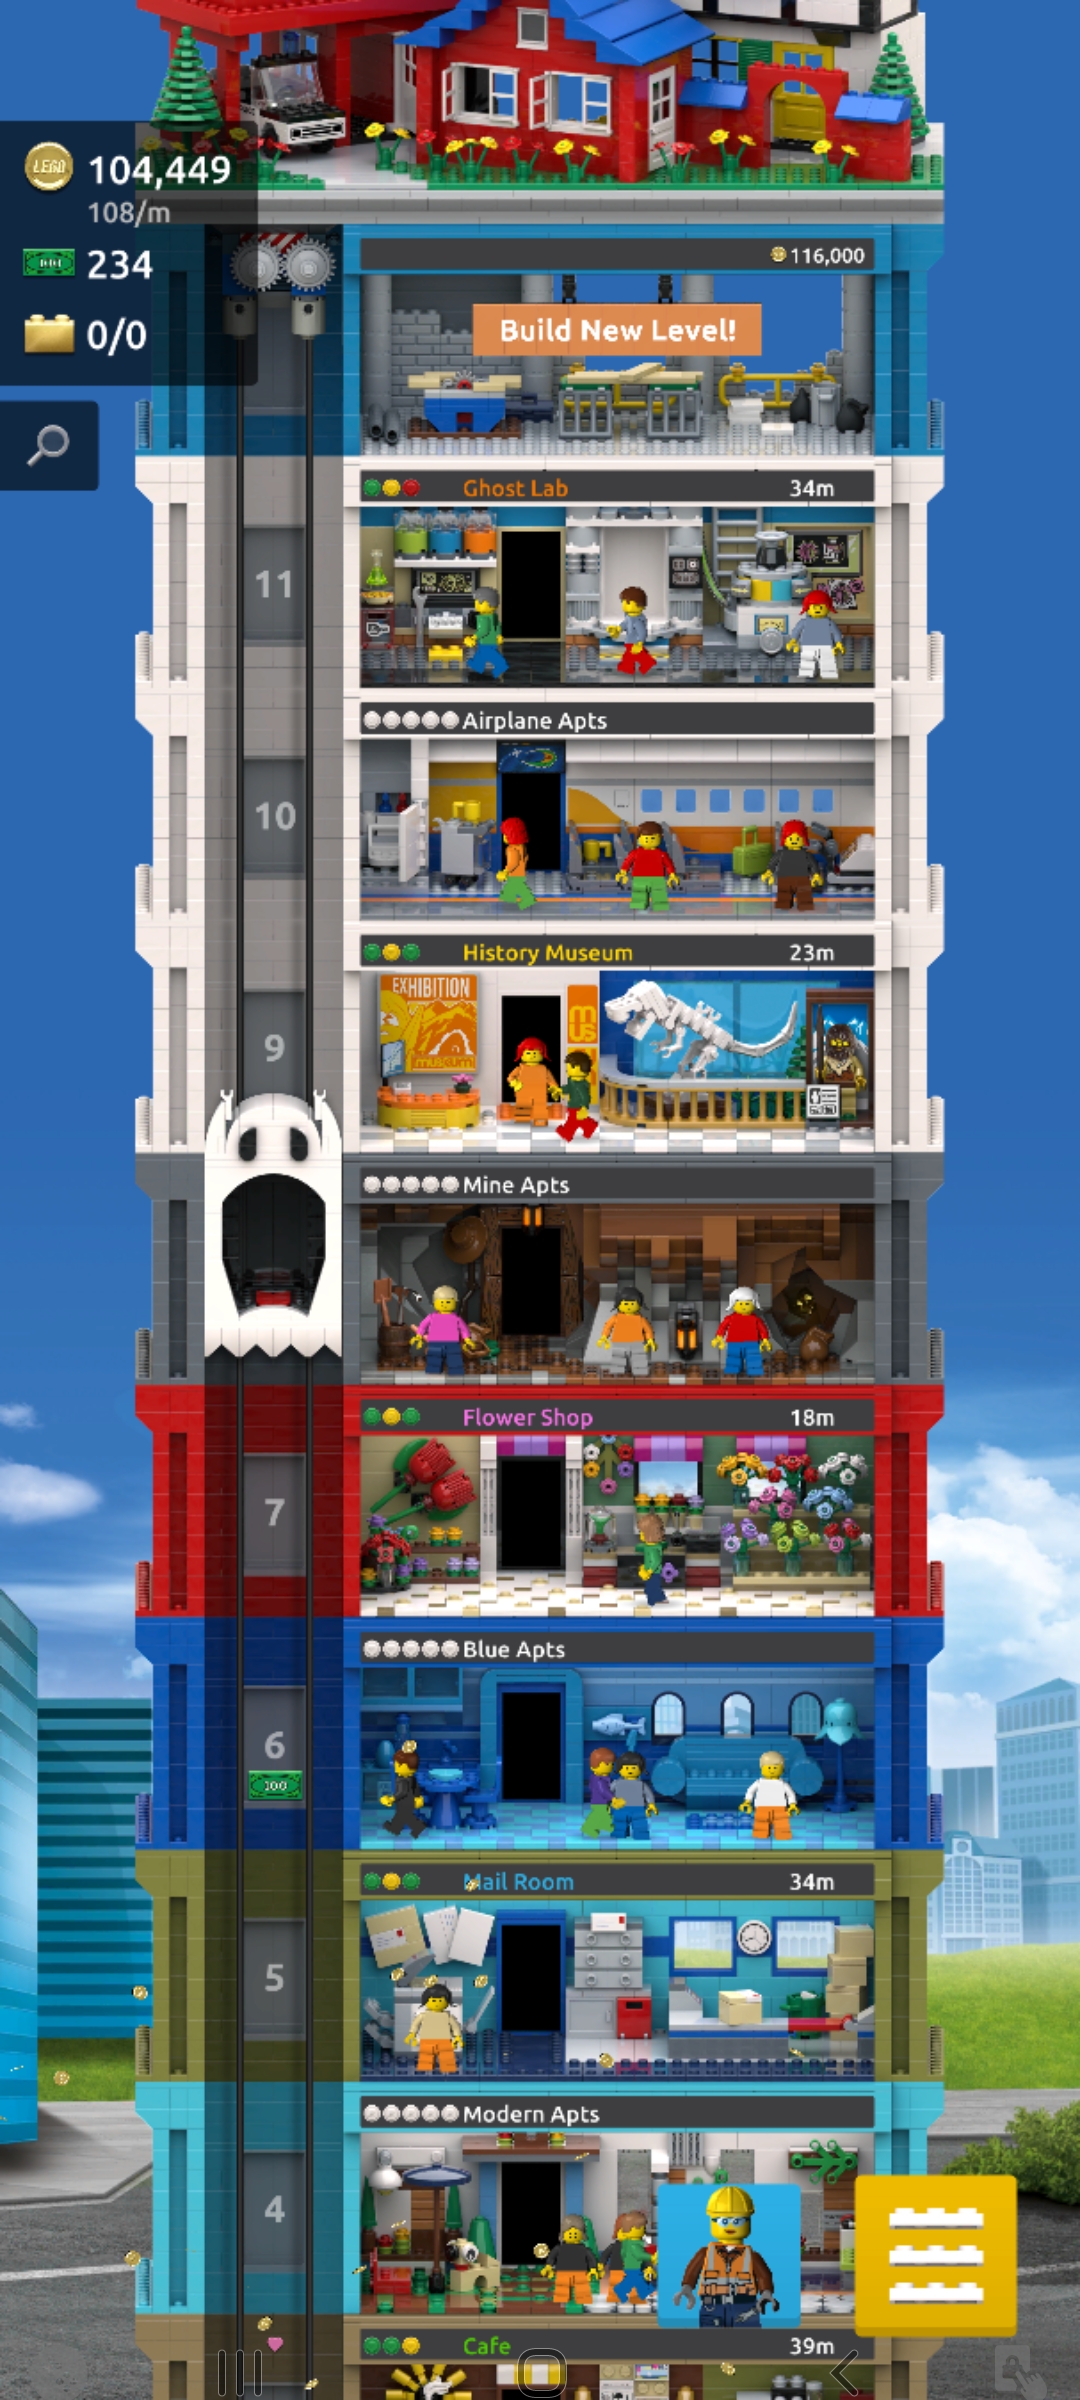 LEGO 104,449
108/m
234
0/0
116,000
Build New Level!
Ghost Lab 34m
11
Airplane Apts
10
History Museum 23m
EXHIBITION
museum
9
Mine Apts
Flower Shop 18m
7
Blue Apts
6
100
Mail Room 34m
5
Modern Apts
4
Cafe 39m